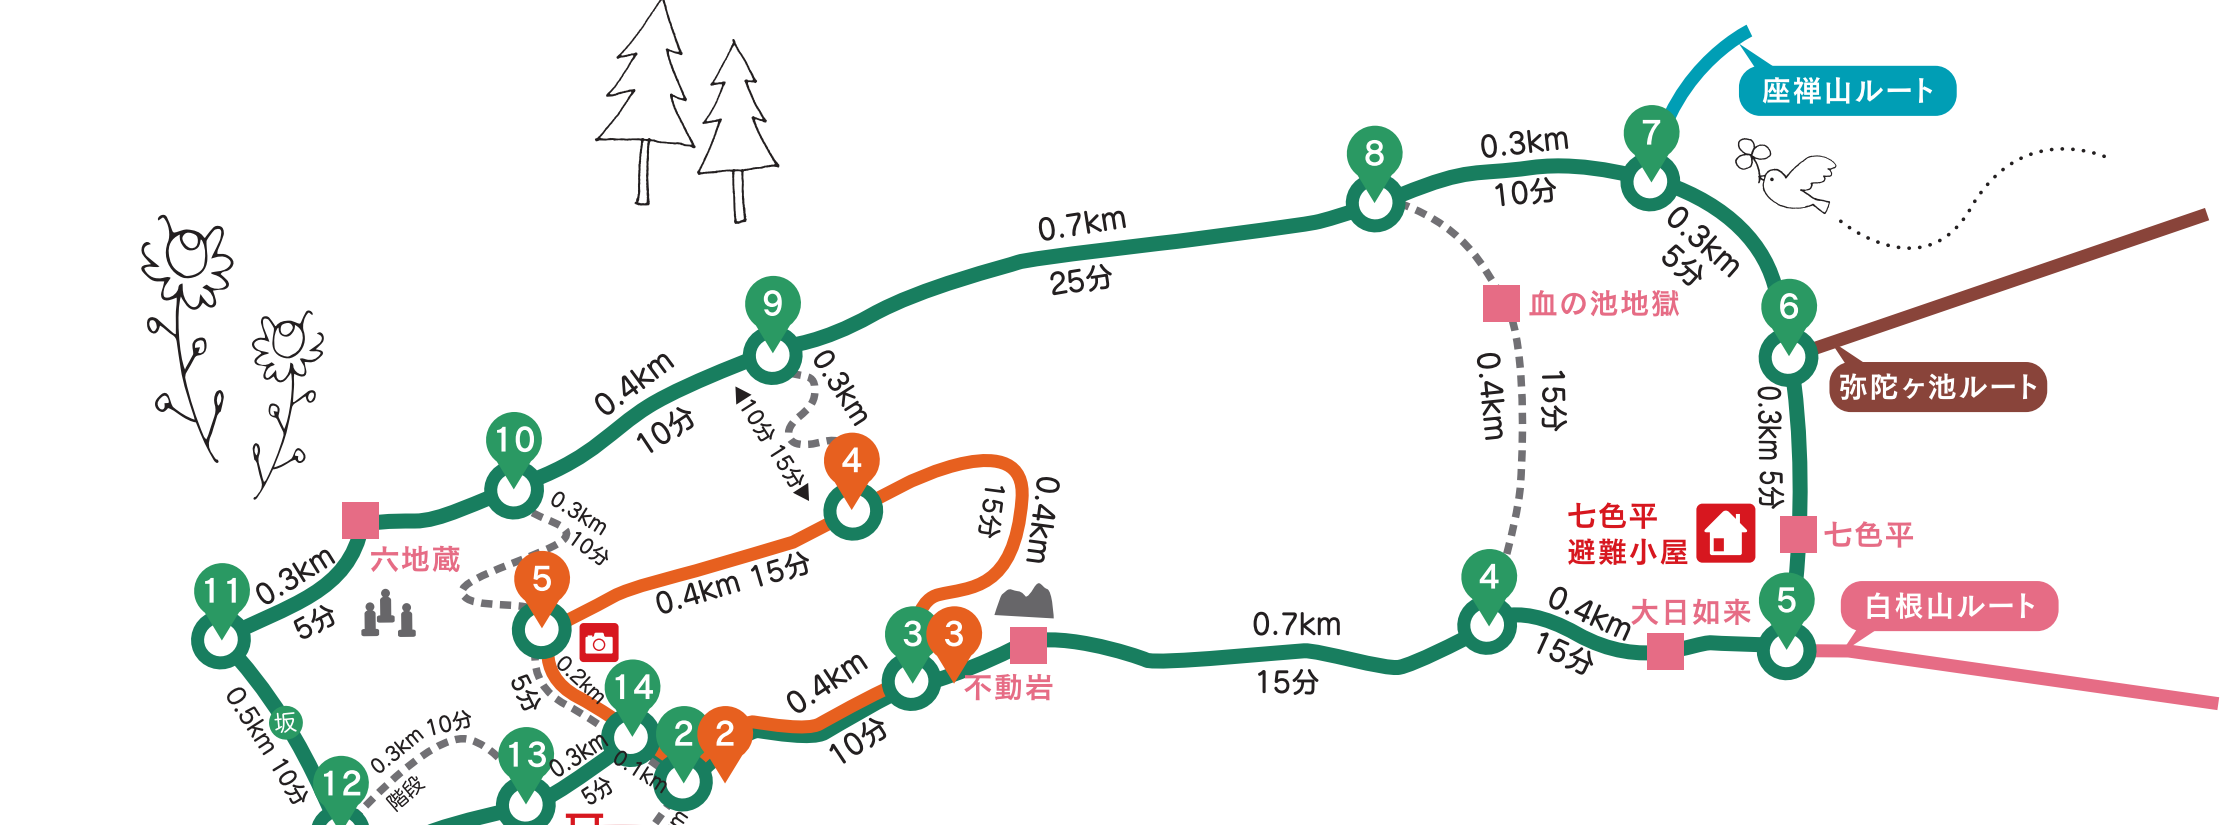 座禅山ルート
7
8
0.3km
10分
0.7km
25分
0.3km
5分
9
6
血の池地獄
弥陀ヶ池ルート
0.3km
0.4km
10分
10分 15分
0.4km
15分
0.3km 5分
10
4
0.4km
15分
0.3km
10分
七色平
避難小屋
七色平
六地蔵
11
0.3km
5分
5
0.4km 15分
4
0.4km
15分
大日如来
5
白根山ルート
3
3
不動岩
0.7km
15分
0.2km
5分
14
0.4km
10分
2
2
坂
0.5km 10分
0.3km 10分
階段
13
0.3km
5分
0.1km
12
m